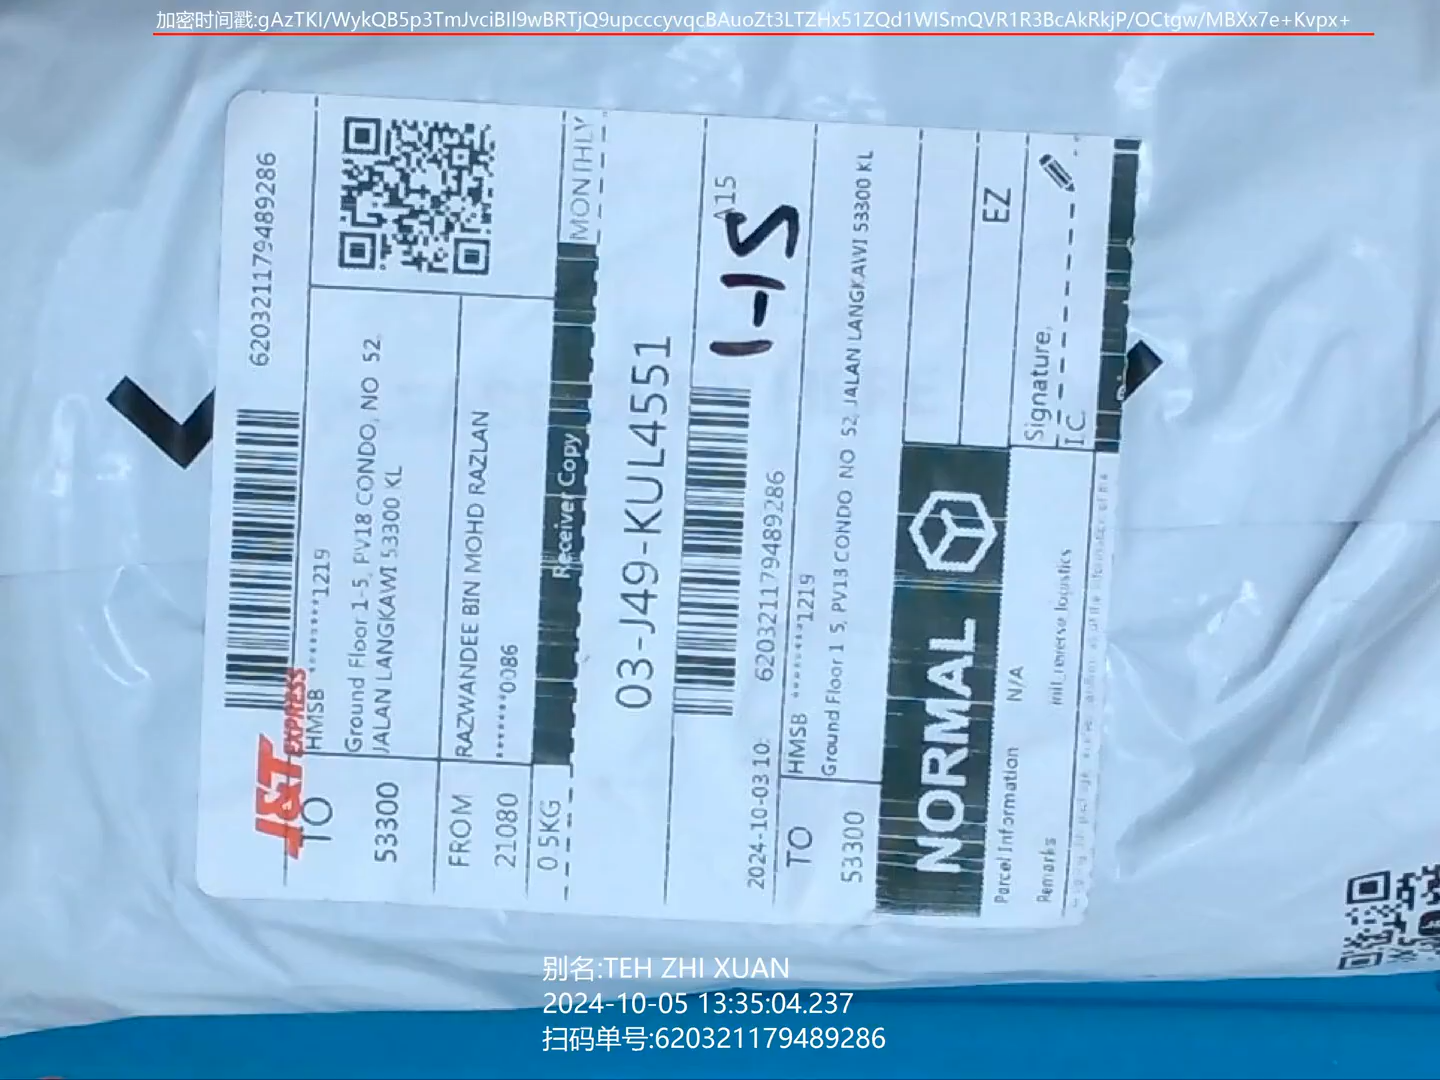 加密时间戳:gAzTKI/WykQB5p3TmJvciBIl9wBRTjQ9upcccyvqcBAuoZt3LTZHx51ZQd1WISmQVR1R3BcAkRkjP/OCtgw/MBXx7e+Kvpx+
J&T EXPRESS
620321179489286
TO
53300
HMSB ********1219
Ground Floor 1-5, PV18 CONDO, NO 52,
JALAN LANGKAWI 53300 KL
FROM
21080
RAZWANDEE BIN MOHD RAZLAN
*******0086
0 5KG
Receiver Copy
MONTHLY
03-J49-KUL4551
A15
1-15
2024-10-03 10:
620321179489286
TO
53300
HMSB ********1219
Ground Floor 1 5, PV18 CONDO NO 52, JALAN LANGKAWI 53300 KL
NORMAL
EZ
Parcel Information
N/A
Remarks
Signature,
IC.
别名:TEH ZHI XUAN
2024-10-05 13:35:04.237
扫码单号:620321179489286